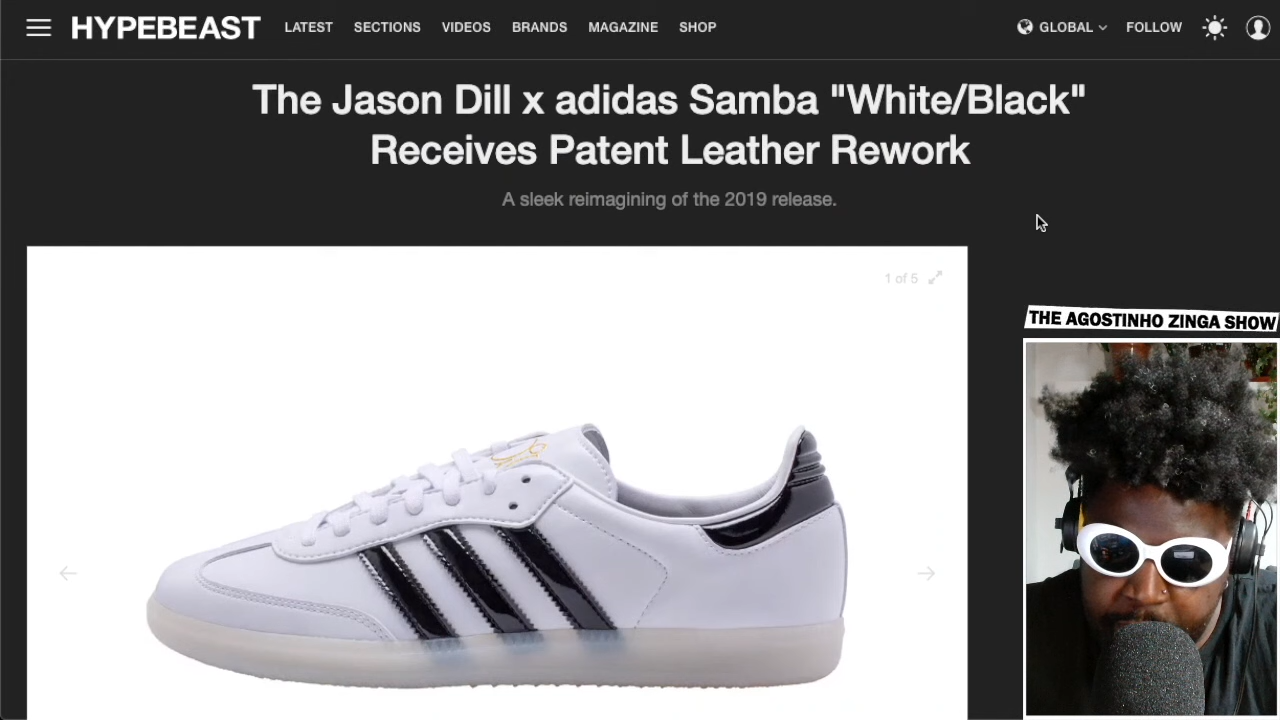 HYPEBEAST
LATEST SECTIONS VIDEOS BRANDS MAGAZINE SHOP
GLOBAL FOLLOW
The Jason Dill x adidas Samba "White/Black"
Receives Patent Leather Rework
A sleek reimagining of the 2019 release.
1 of 5
THE AGOSTINHO ZINGA SHOW